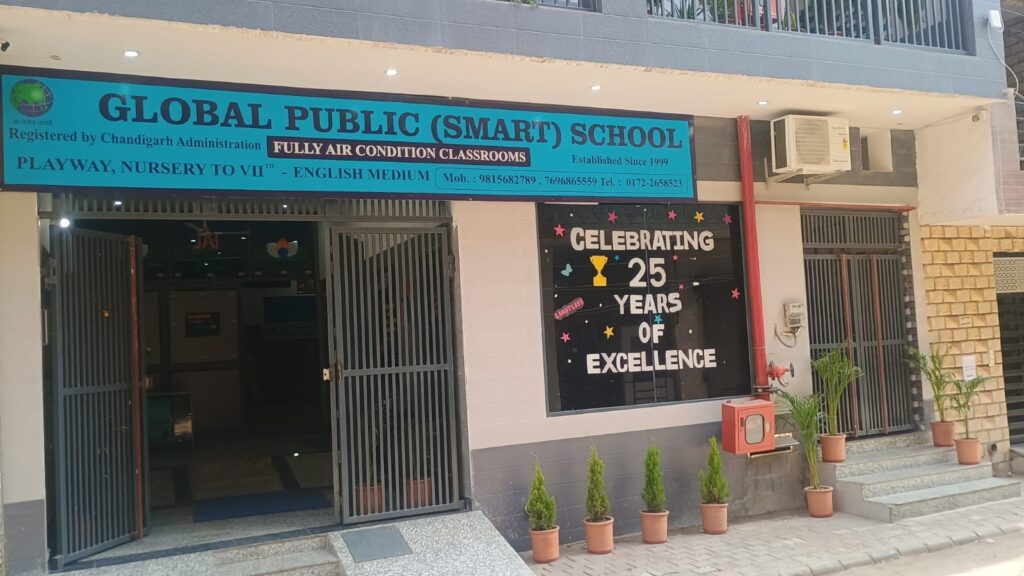 GLOBAL PUBLIC (SMART) SCHOOL
Registered by Chandigarh Administration
FULLY AIR CONDITION CLASSROOMS
Established Since 1999
PLAYWAY, NURSERY TO VII™ - ENGLISH MEDIUM
Mob. : 9815682789 , 7696865559 Tel. : 0172-2658523
CELEBRATING
25
YEARS
OF
EXCELLENCE